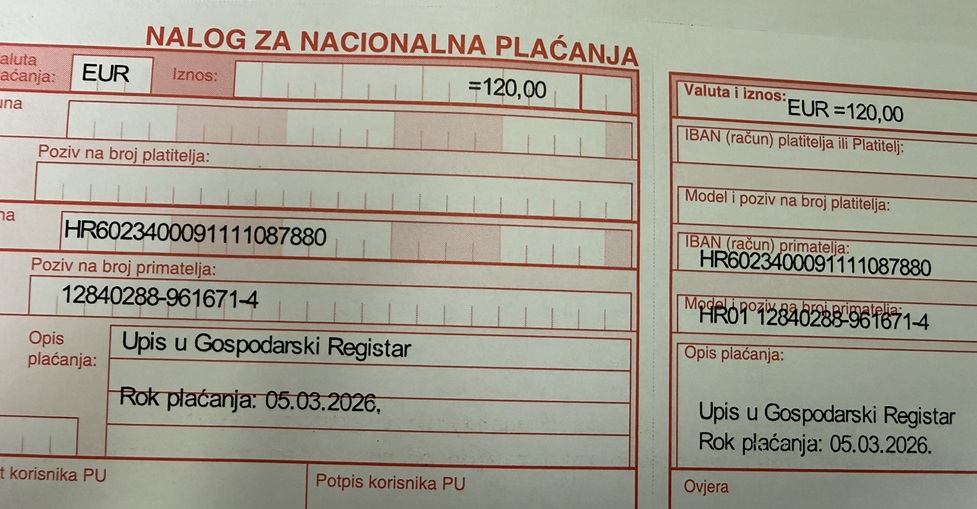 NALOG ZA NACIONALNA PLAĆANJA
aluta
aćanja:
EUR
Iznos:
=120,00
una
Poziv na broj platitelja:
na
HR6023400091111087880
Poziv na broj primatelja:
12840288-961671-4
Opis
plaćanja:
Upis u Gospodarski Registar
Rok plaćanja: 05.03.2026,
t korisnika PU
Potpis korisnika PU
Valuta i iznos:
EUR =120,00
IBAN (račun) platitelja ili Platitelj:
Model i poziv na broj platitelja:
IBAN (račun) primatelja:
HR6023400091111087880
Model i poziv na broj primatelja:
HR01 12840288-961671-4
Opis plaćanja:
Upis u Gospodarski Registar
Rok plaćanja: 05.03.2026.
Ovjera